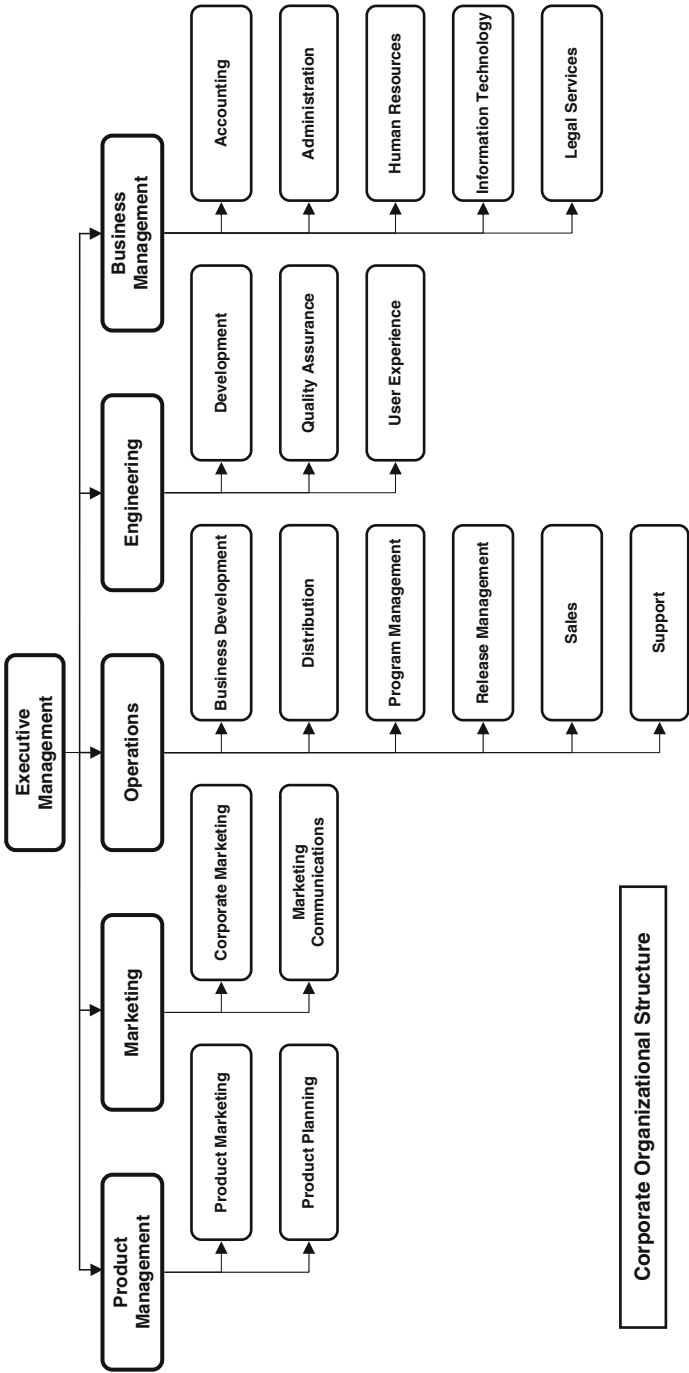 Executive
Management
Product
Management
Marketing
Operations
Engineering
Business
Management
Product Marketing
Product Planning
Corporate Marketing
Marketing
Communications
Business Development
Distribution
Program Management
Release Management
Sales
Support
Development
Quality Assurance
User Experience
Accounting
Administration
Human Resources
Information Technology
Legal Services
Corporate Organizational Structure